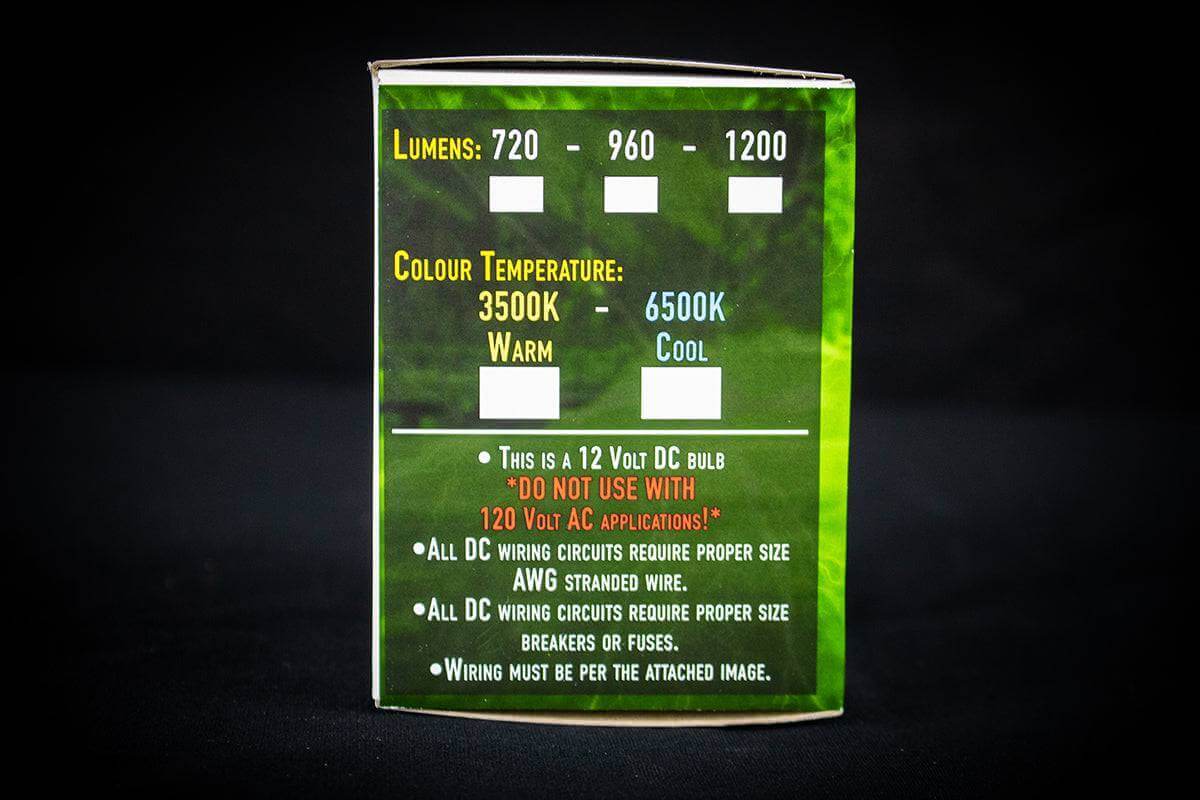 Lumens: 720 - 960 - 1200
Colour Temperature:
3500K - 6500K
Warm Cool
• This is a 12 Volt DC bulb
*DO NOT USE WITH
120 Volt AC applications!*
•All DC wiring circuits require proper size
AWG stranded wire.
•All DC wiring circuits require proper size
breakers or fuses.
•Wiring must be per the attached image.